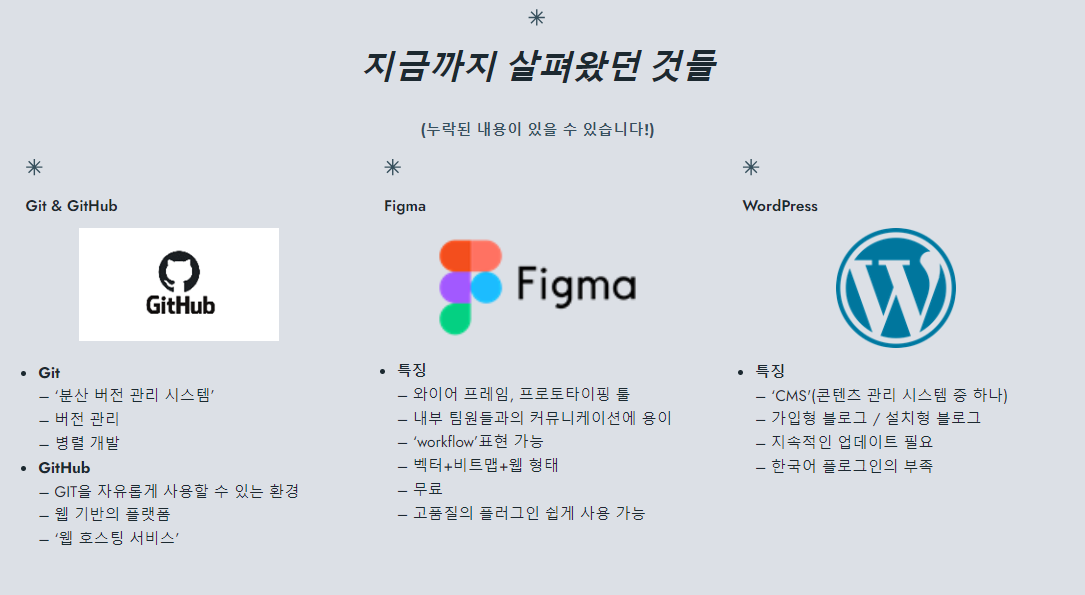 지금까지 살펴왔던 것들
(누락된 내용이 있을 수 있습니다!)
Git & GitHub
GitHub
• Git
– ‘분산 버전 관리 시스템’
– 버전 관리
– 병렬 개발
• GitHub
– GIT을 자유롭게 사용할 수 있는 환경
– 웹 기반의 플랫폼
– ‘웹 호스팅 서비스’
Figma
Figma
• 특징
– 와이어 프레임, 프로토타이핑 툴
– 내부 팀원들과의 커뮤니케이션에 용이
– ‘workflow’표현 가능
– 벡터+비트맵+웹 형태
– 무료
– 고품질의 플러그인 쉽게 사용 가능
WordPress
W
• 특징
– ‘CMS’(콘텐츠 관리 시스템 중 하나)
– 가입형 블로그 / 설치형 블로그
– 지속적인 업데이트 필요
– 한국어 플로그인의 부족